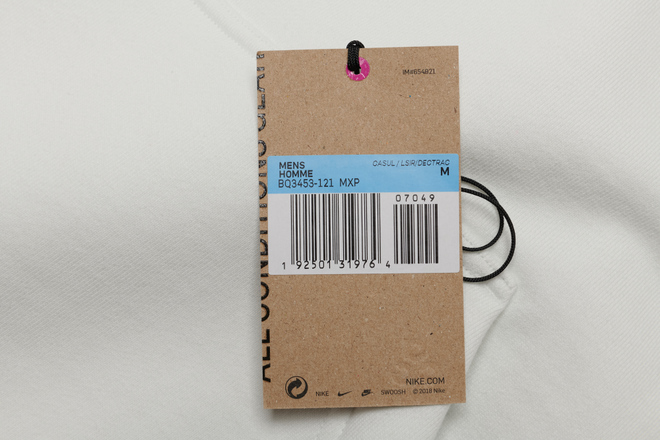 IM#654821
ALL CONDITIONS GEAR
MENS
HOMME
CASUL / LSIR/DEOTRAC
M
BQ3453-121 MXP
07049
1 92501 31976 4
NIKE.COM
NIKE SWOOSH © 2018 Nike